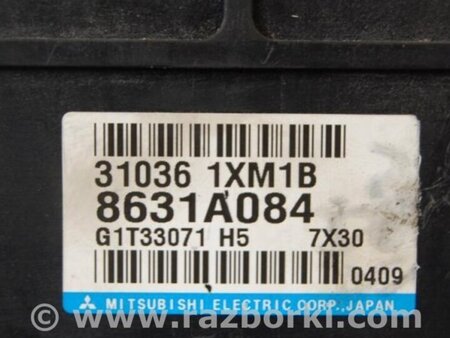 31036 1XM1B
8631A084
G1T33071 H5 7X30
0409
MITSUBISHI ELECTRIC CORP.,JAPAN
© www.razborki.com